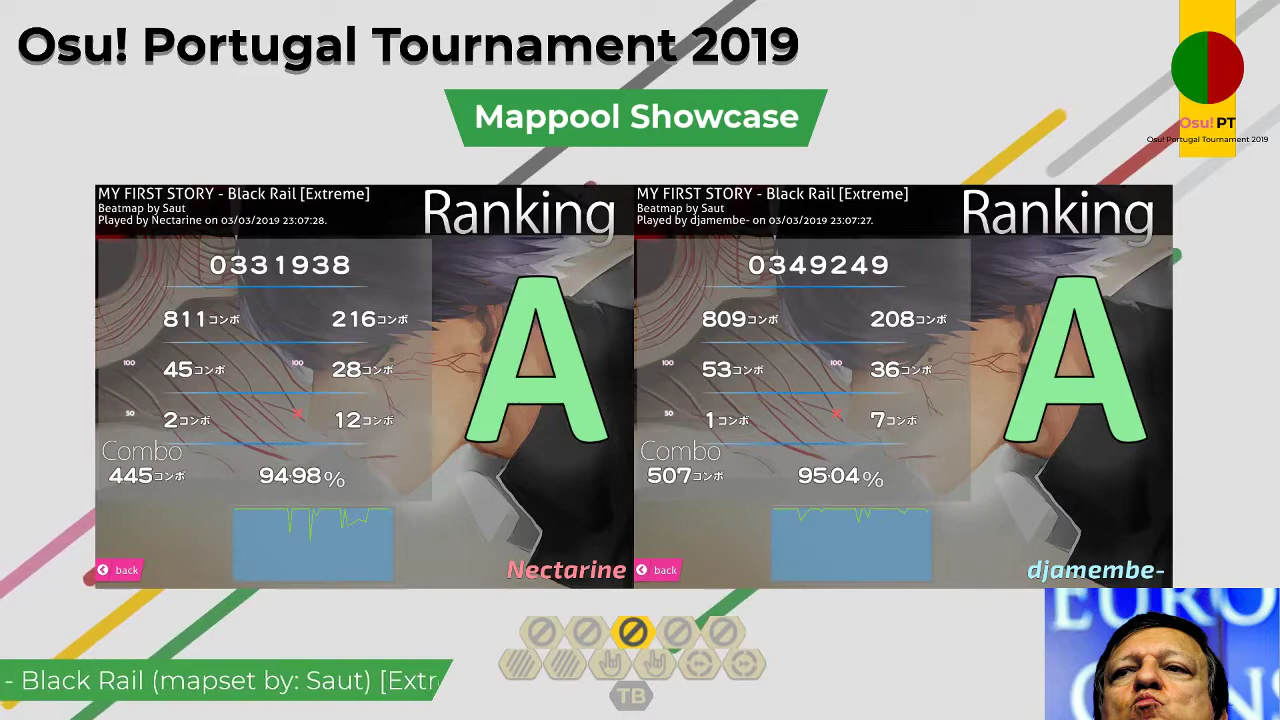 Osu! Portugal Tournament 2019
Mappool Showcase
Osu! PT
Osu! Portugal Tournament 2019
MY FIRST STORY - Black Rail [Extreme]
Beatmap by Saut
Played by Nectarine on 03/03/2019 23:07:28.
Ranking
0331938
811コンボ 216コンボ
100 45コンボ 100 28コンボ
50 2コンボ 12コンボ
Combo
445コンボ 94.98%
A
back
Nectarine
MY FIRST STORY - Black Rail [Extreme]
Beatmap by Saut
Played by djamembe- on 03/03/2019 23:07:27.
Ranking
0349249
809コンボ 208コンボ
100 53コンボ 100 36コンボ
50 1コンボ 7コンボ
Combo
507コンボ 95.04%
A
back
djamembe-
TB
- Black Rail (mapset by: Saut) [Extr
EURO